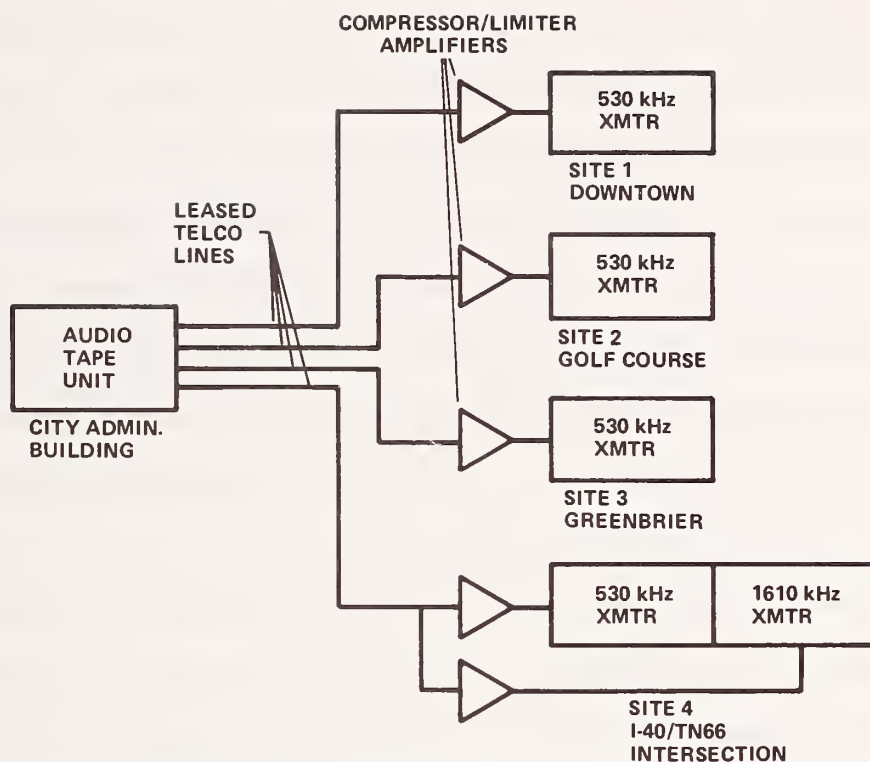 COMPRESSOR/LIMITER
AMPLIFIERS
530 kHz
XMTR
SITE 1
DOWNTOWN
LEASED
TELCO
LINES
530 kHz
XMTR
SITE 2
GOLF COURSE
AUDIO
TAPE
UNIT
CITY ADMIN.
BUILDING
530 kHz
XMTR
SITE 3
GREENBRIER
530 kHz
XMTR
1610 kHz
XMTR
SITE 4
I-40/TN66
INTERSECTION